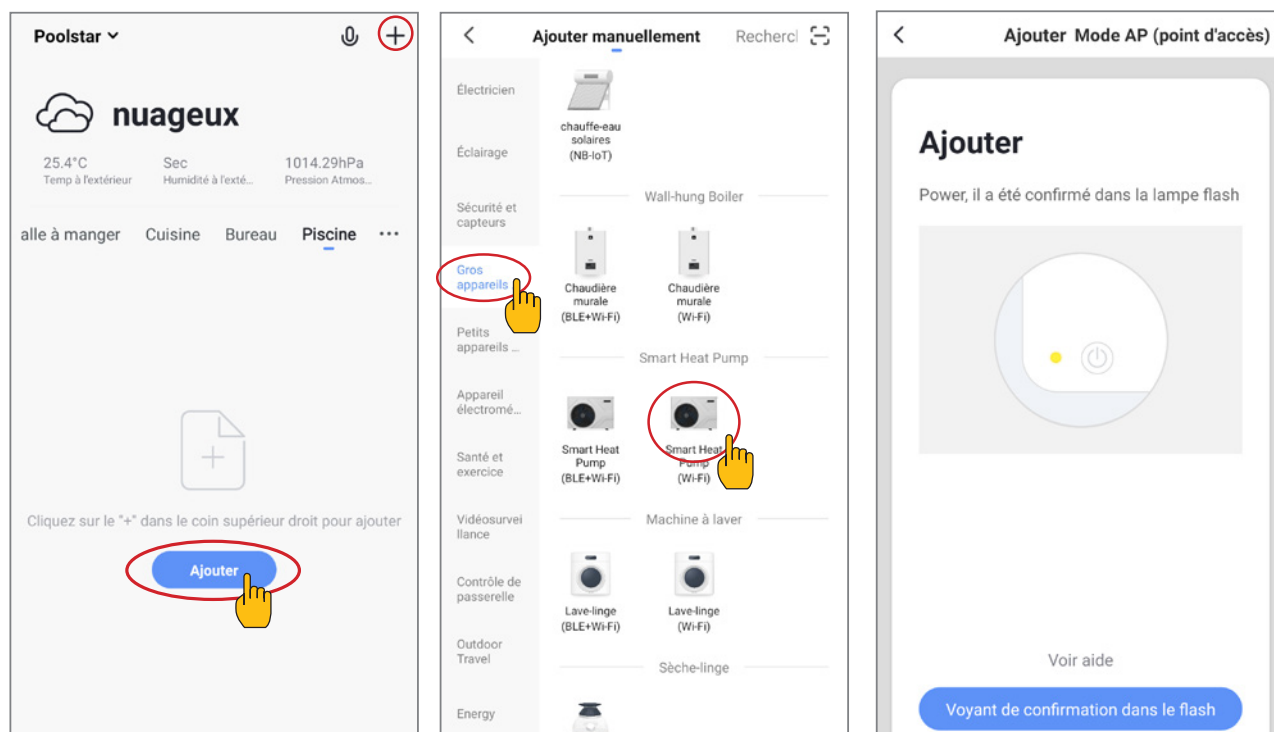 Poolstar
nuageux
25.4°C Sec 1014.29hPa
Temp à l'extérieur Humidité à l'exté... Pression Atmos...
alle à manger Cuisine Bureau Piscine ...
Cliquez sur le "+" dans le coin supérieur droit pour ajouter
Ajouter
Ajouter manuellement Rechercl
Électricien
Éclairage
Sécurité et
capteurs
Gros
appareils
Petits
appareils ...
Appareil
électromé...
Santé et
exercice
Vidéosurvei
llance
Contrôle de
passerelle
Outdoor
Travel
Energy
chauffe-eau
solaires
(NB-IoT)
Wall-hung Boiler
Chaudière
murale
(BLE+Wi-Fi)
Chaudière
murale
(Wi-Fi)
Smart Heat Pump
Smart Heat
Pump
(BLE+Wi-Fi)
Smart Heat
Pump
(Wi-Fi)
Machine à laver
Lave-linge
(BLE+Wi-Fi)
Lave-linge
(Wi-Fi)
Sèche-linge
Ajouter Mode AP (point d'accès)
Ajouter
Power, il a été confirmé dans la lampe flash
Voir aide
Voyant de confirmation dans le flash